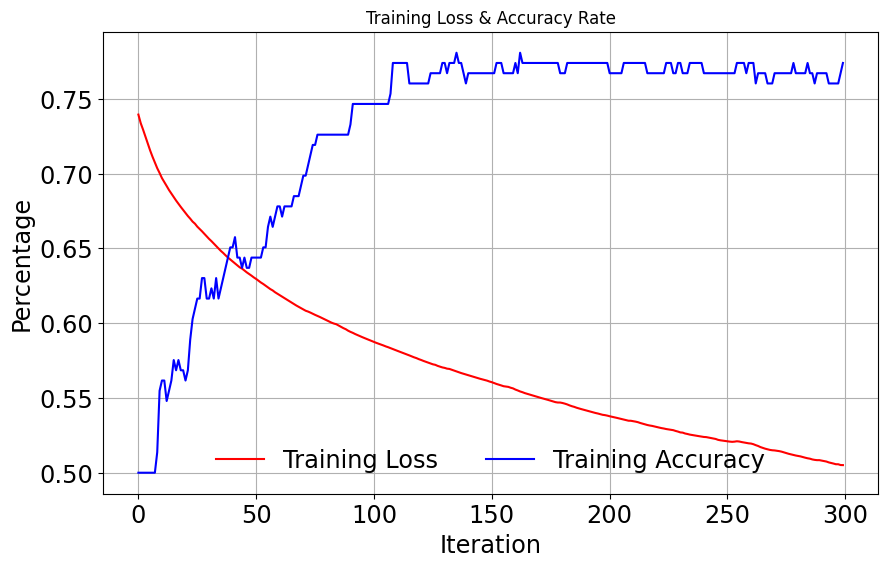 Training Loss & Accuracy Rate
Percentage
0.75
0.70
0.65
0.60
0.55
0.50
Training Loss
Training Accuracy
0
50
100
150
200
250
300
Iteration